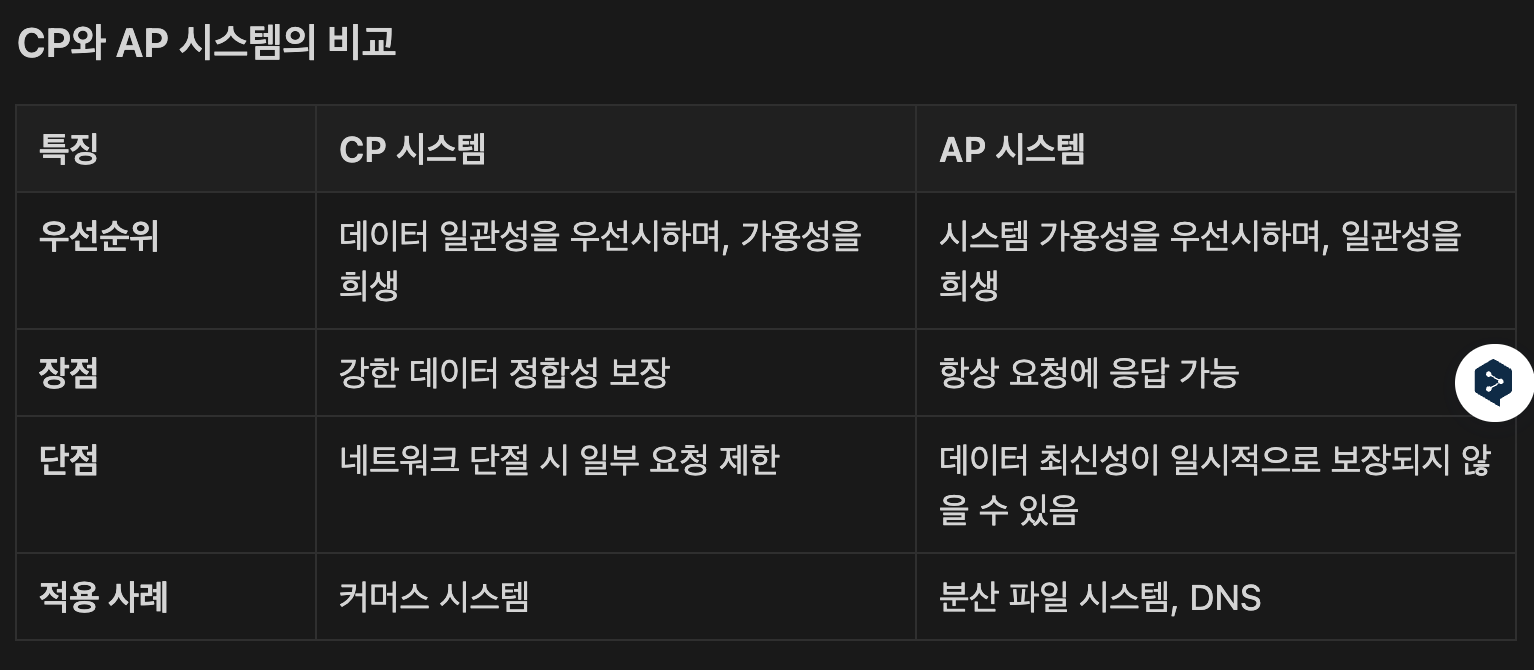 CP와 AP 시스템의 비교
특징 CP 시스템 AP 시스템
우선순위 데이터 일관성을 우선시하며, 가용성을 시스템 가용성을 우선시하며, 일관성을
희생 희생
장점 강한 데이터 정합성 보장 항상 요청에 응답 가능
단점 네트워크 단절 시 일부 요청 제한 데이터 최신성이 일시적으로 보장되지 않
을 수 있음
적용 사례 커머스 시스템 분산 파일 시스템, DNS